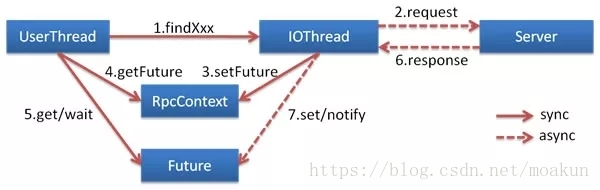 2.request
UserThread
1.findXxx
IOThread
Server
6.response
4.getFuture
3.setFuture
5.get/wait
RpcContext
7.set/notify
sync
async
Future
https://blog.csdn.net/moakun